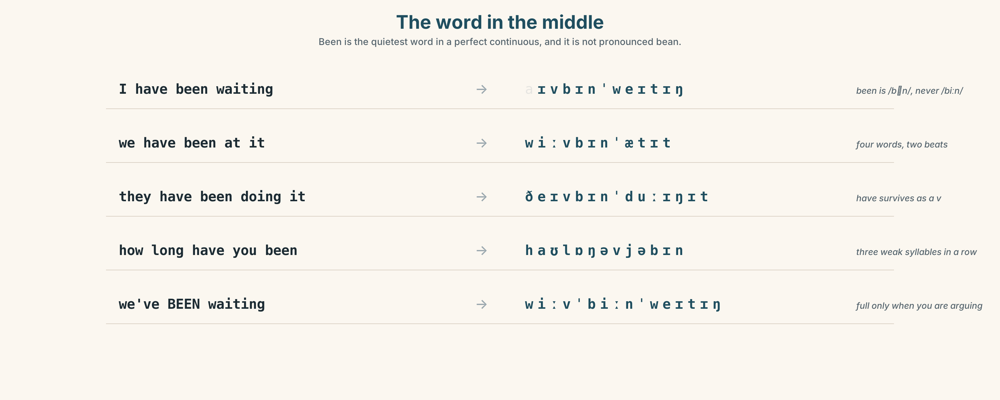 The word in the middle
Been is the quietest word in a perfect continuous, and it is not pronounced bean.
I have been waiting → aɪvbɪnˈweɪtɪŋ been is /b▯n/, never /biːn/
we have been at it → wiːvbɪnˈætɪt four words, two beats
they have been doing it → ðeɪvbɪnˈduːɪŋɪt have survives as a v
how long have you been → haʊlɒŋəvjəbɪn three weak syllables in a row
we've BEEN waiting → wiːvˈbiːnˈweɪtɪŋ full only when you are arguing